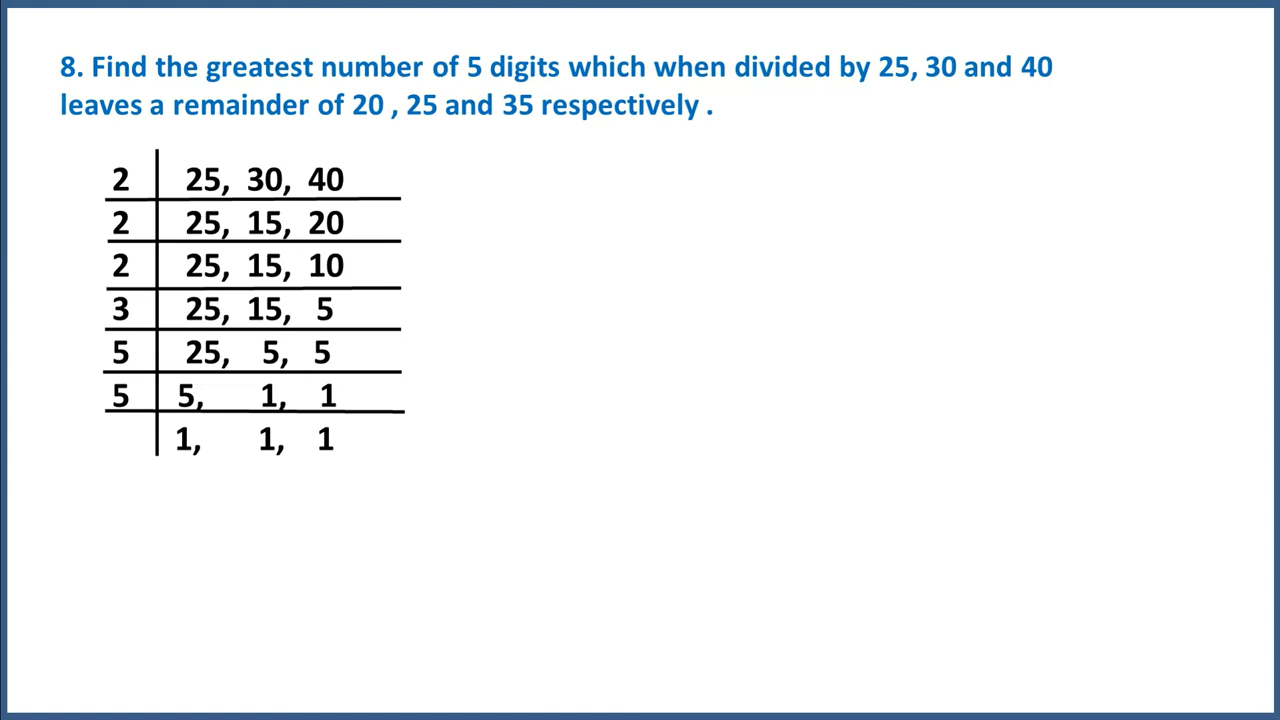 8. Find the greatest number of 5 digits which when divided by 25, 30 and 40
leaves a remainder of 20 , 25 and 35 respectively .
2 25, 30, 40
2 25, 15, 20
2 25, 15, 10
3 25, 15, 5
5 25, 5, 5
5 5, 1, 1
1, 1, 1